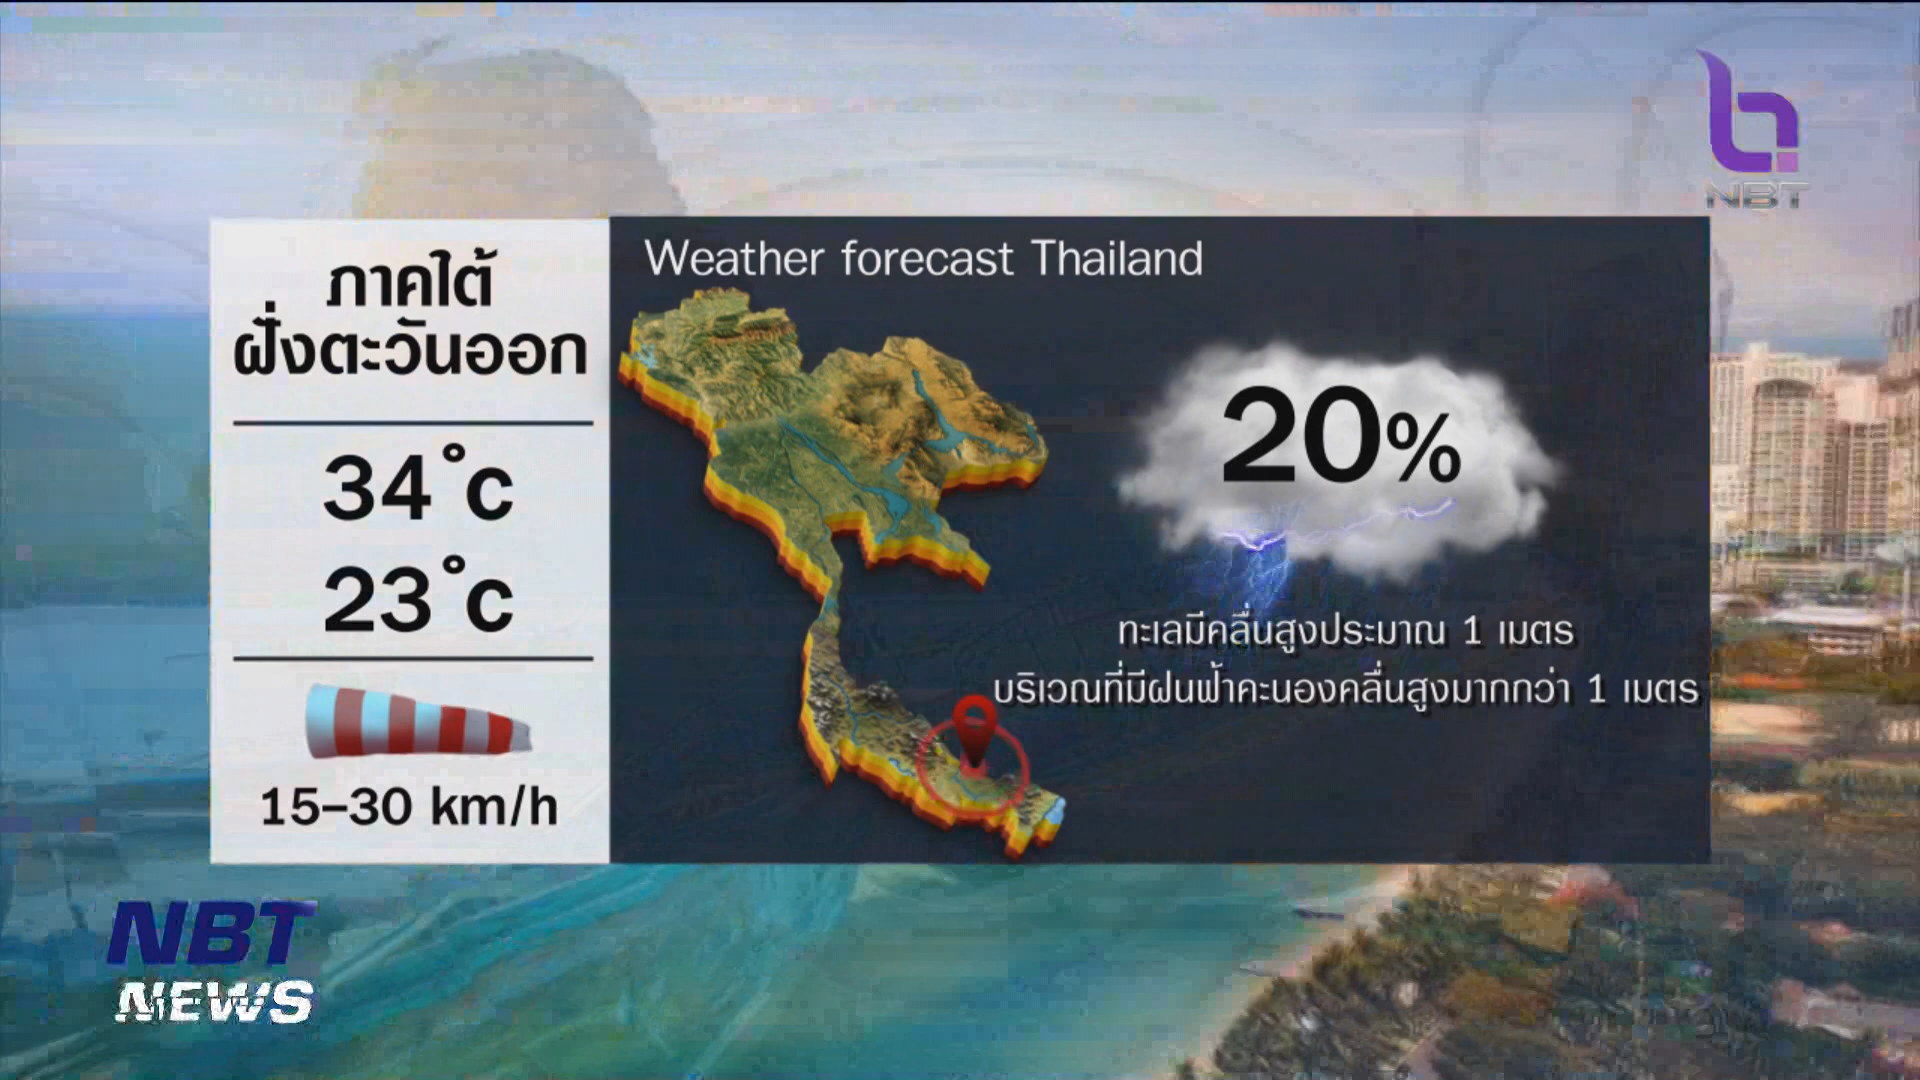 NBT
ภาคใต้
ฝั่งตะวันออก
34°c
23°c
15-30 km/h
Weather forecast Thailand
20%
ทะเลมีคลื่นสูงประมาณ 1 เมตร
บริเวณที่มีฝนฟ้าคะนองคลื่นสูงมากกว่า 1 เมตร
NBT
NEWS